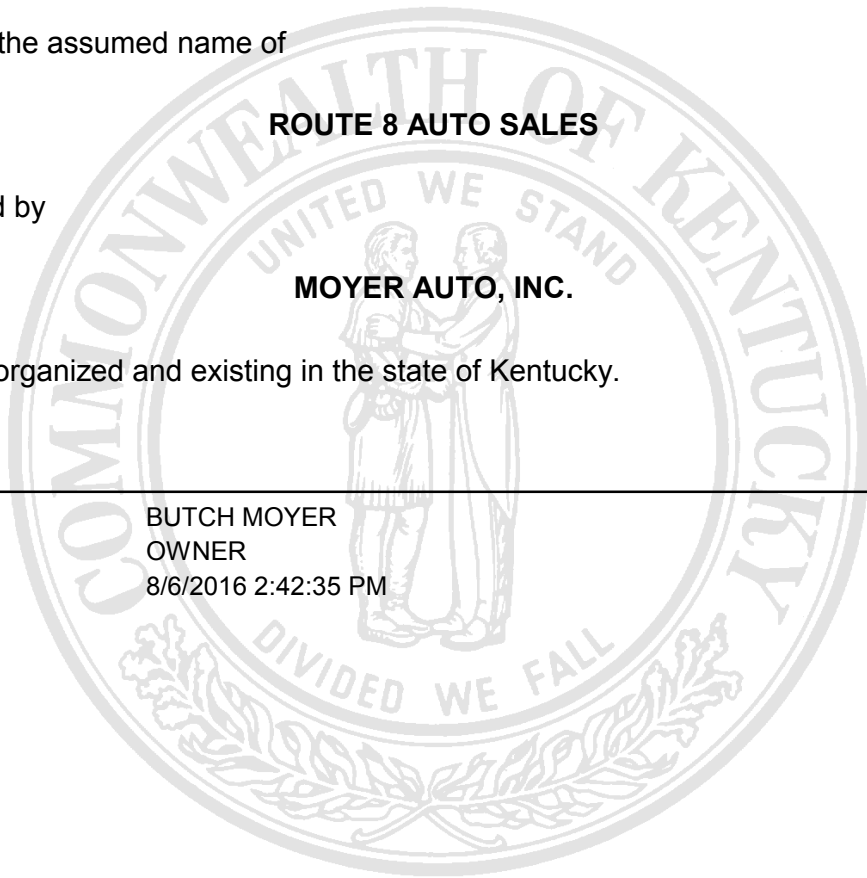 the assumed name of
ROUTE 8 AUTO SALES
d by
MOYER AUTO, INC.
organized and existing in the state of Kentucky.
BUTCH MOYER
OWNER
8/6/2016 2:42:35 PM
COMMONWEALTH OF KENTUCKY
UNITED WE STAND
DIVIDED WE FALL